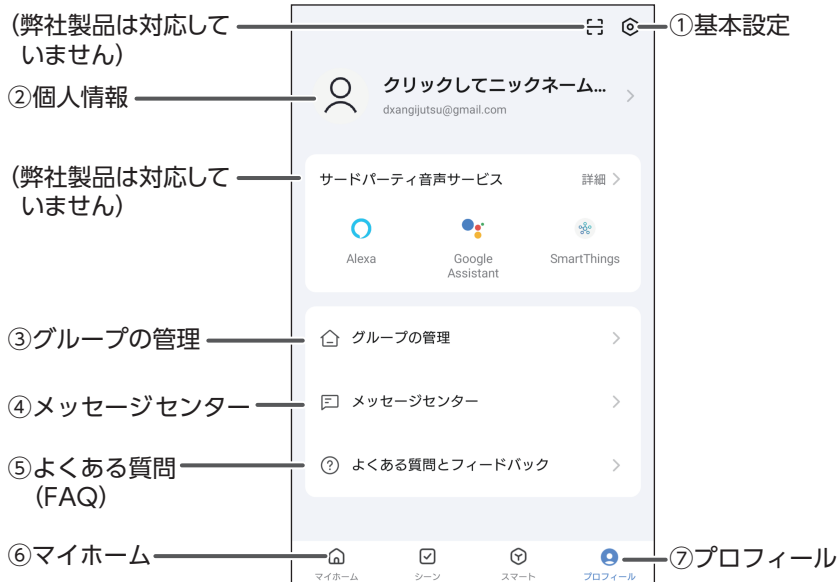 (弊社製品は対応して
いません)
①基本設定
②個人情報
クリックしてニックネーム...
dxangijutsu@gmail.com
(弊社製品は対応して
いません)
サードパーティ音声サービス
詳細
Alexa
Google
Assistant
SmartThings
③グループの管理
グループの管理
④メッセージセンター
メッセージセンター
⑤よくある質問
(FAQ)
よくある質問とフィードバック
⑥マイホーム
マイホーム
シーン
スマート
プロフィール
⑦プロフィール